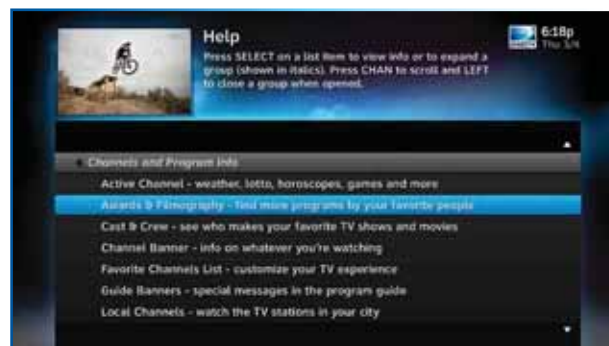 Help
Press SELECT on a list item to view info or to expand a
group (shown in italics). Press CHAN to scroll and LEFT
to close a group when opened.
6:18p
Thu 3/4
Channels and Program Info
Active Channel - weather, lotto, horoscopes, games and more
Awards & Filmography - find more programs by your favorite people
Cast & Crew - see who makes your favorite TV shows and movies
Channel Banner - info on whatever you're watching
Favorite Channels List - customize your TV experience
Guide Banners - special messages in the program guide
Local Channels - watch the TV stations in your city